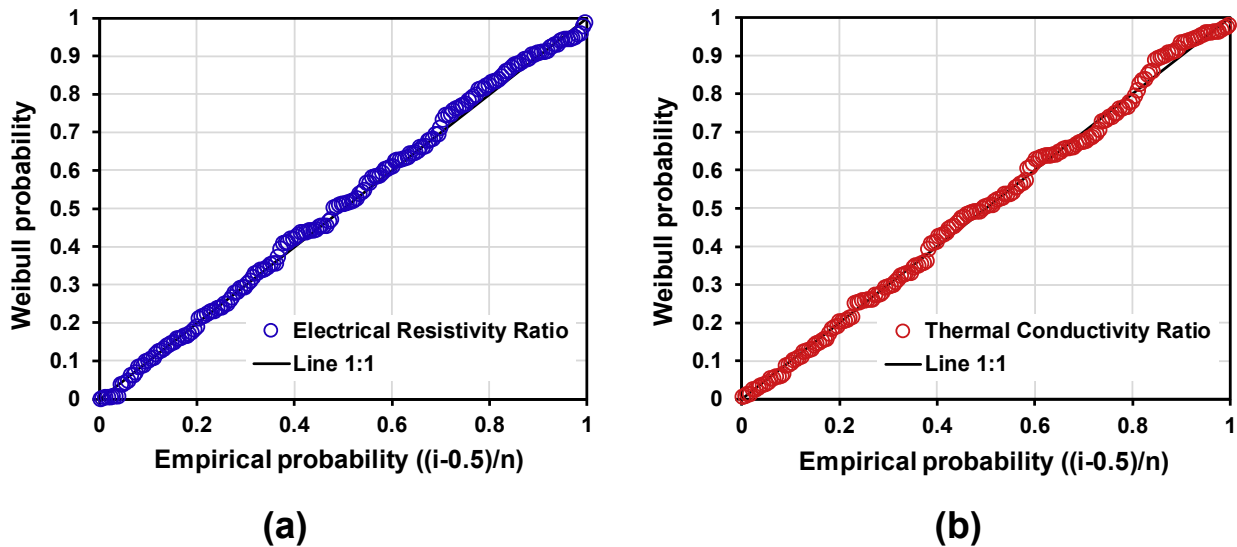 1
0.9
0.8
0.7
0.6
0.5
0.4
0.3
0.2
0.1
0
Weibull probability
Electrical Resistivity Ratio
Line 1:1
0 0.2 0.4 0.6 0.8 1
Empirical probability ((i-0.5)/n)
(a)
1
0.9
0.8
0.7
0.6
0.5
0.4
0.3
0.2
0.1
0
Weibull probability
Thermal Conductivity Ratio
Line 1:1
0 0.2 0.4 0.6 0.8 1
Empirical probability ((i-0.5)/n)
(b)